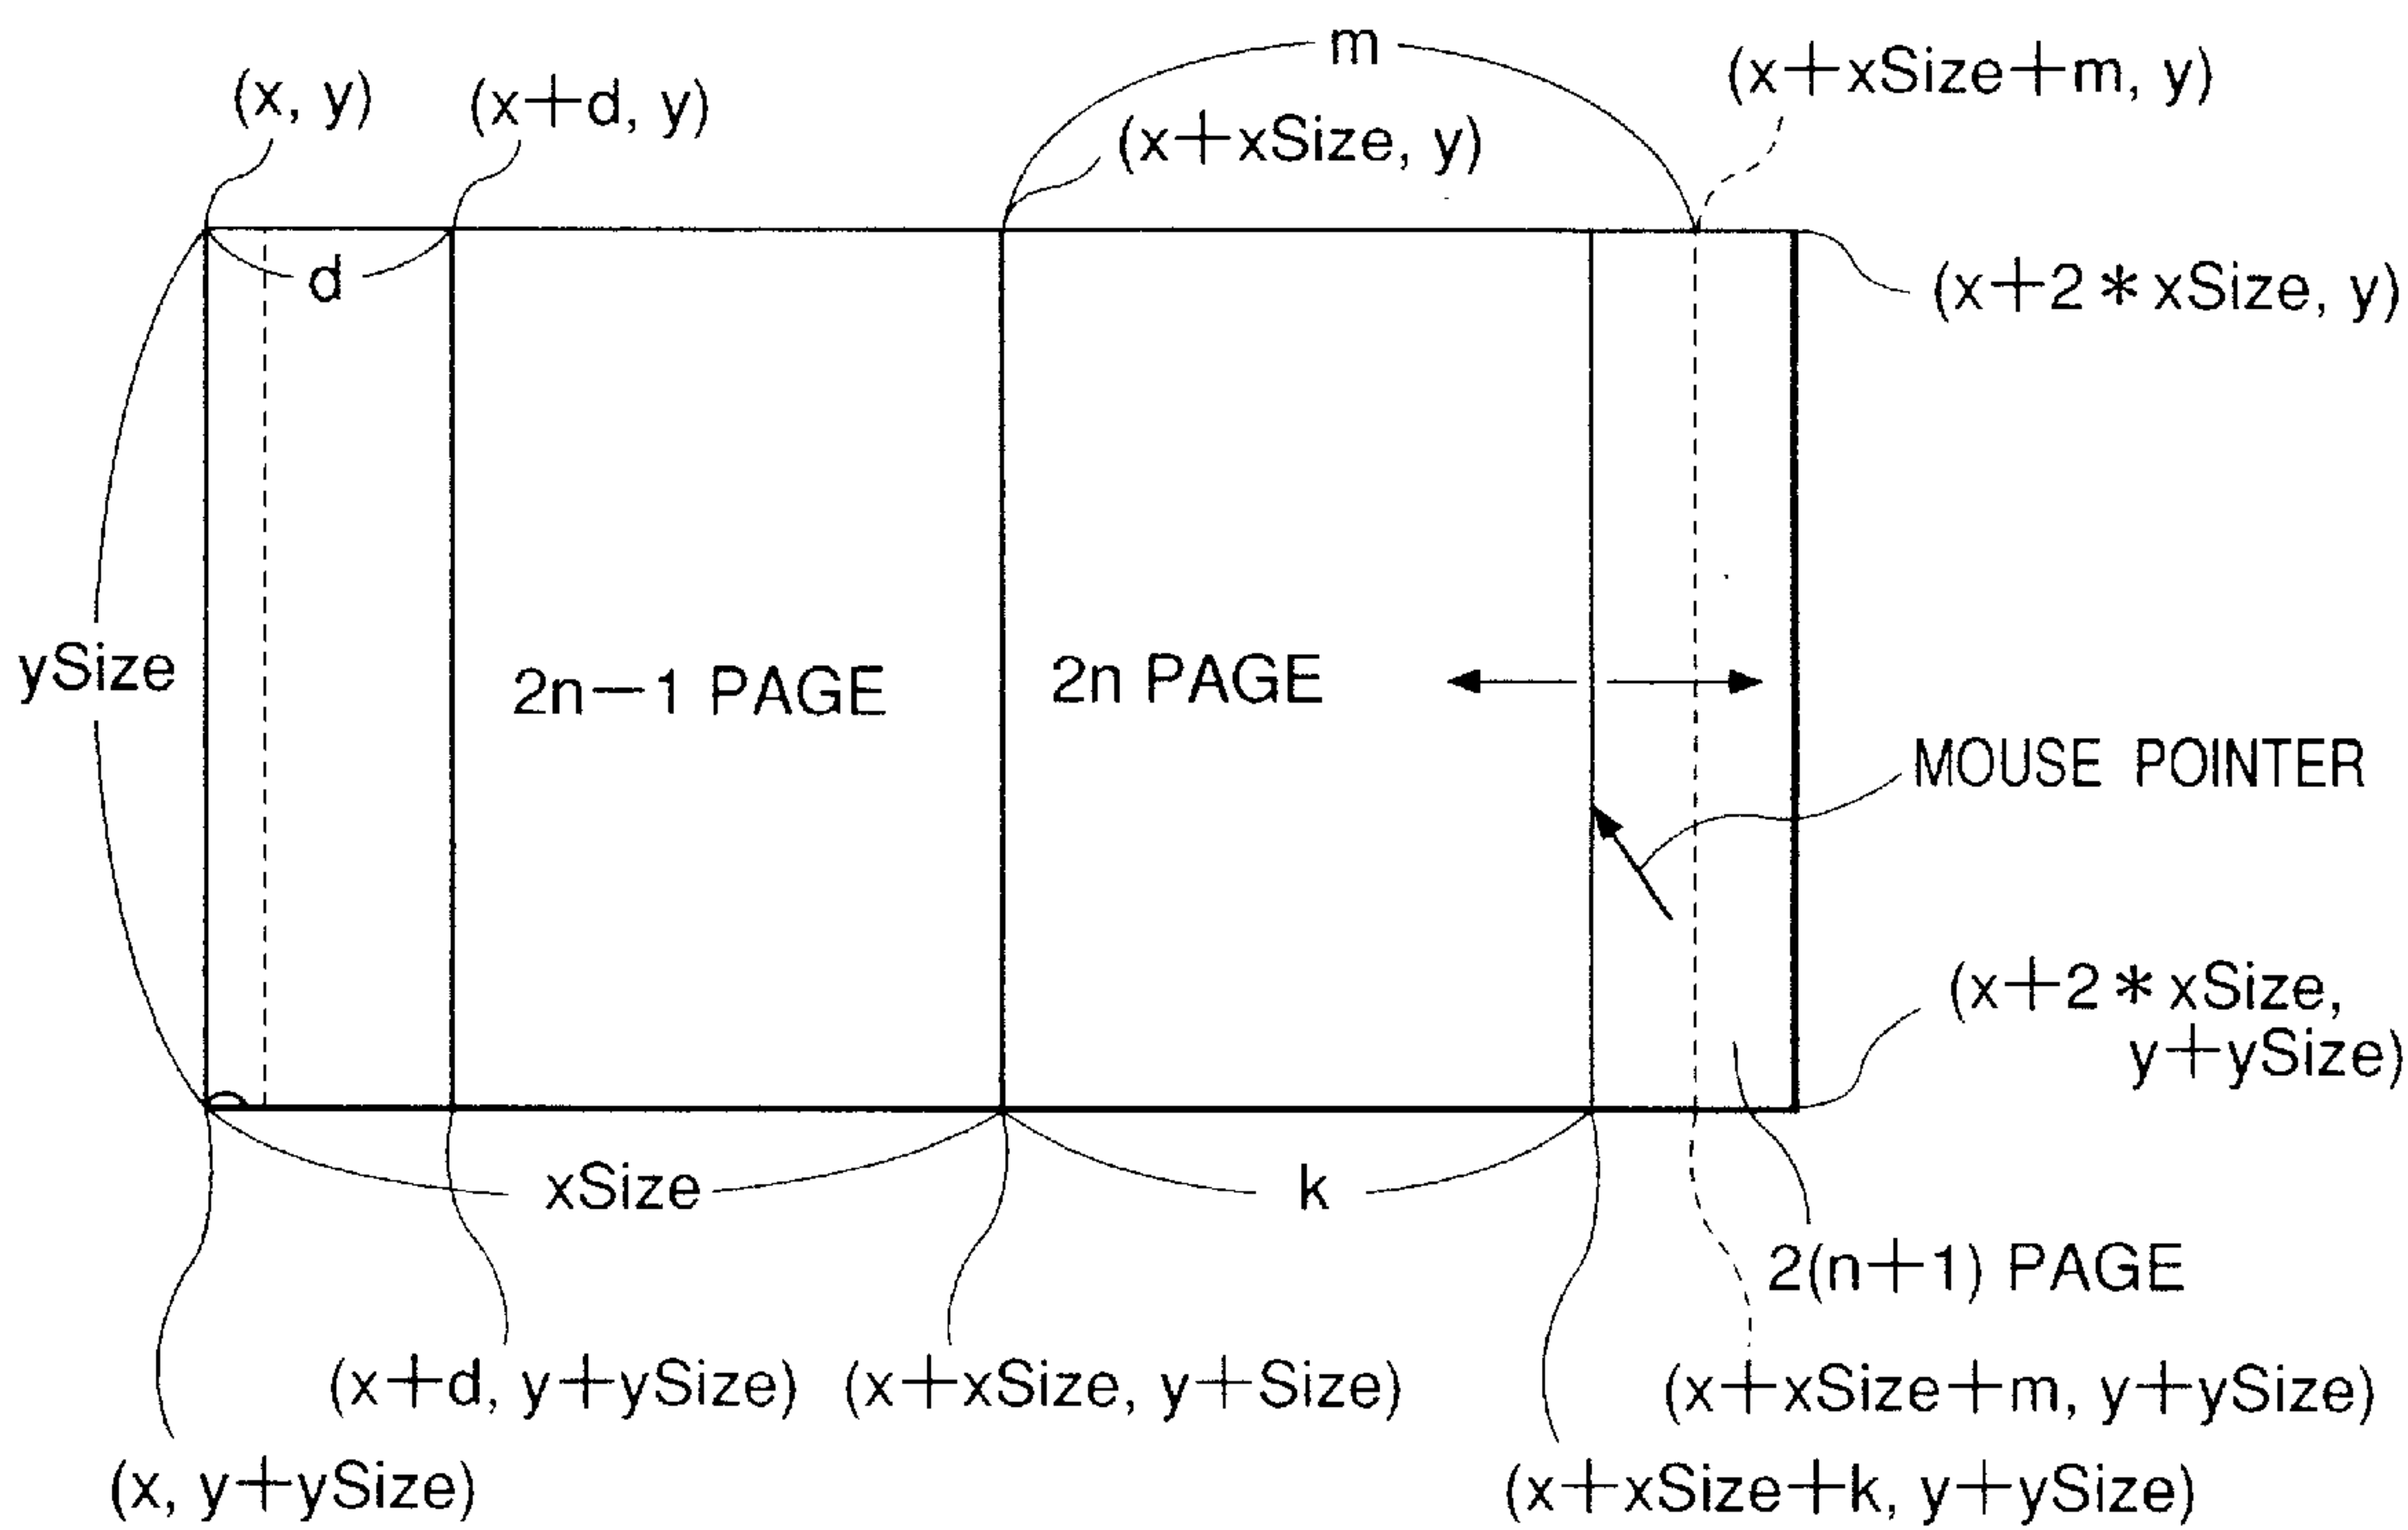 m
(x+xSize+m, y)
(x, y)
(x+d, y)
(x+xSize, y)
d
(x+2*xSize, y)
ySize
2n−1 PAGE
2n PAGE
MOUSE POINTER
(x+2*xSize,
y+ySize)
xSize
k
2(n+1) PAGE
(x+d, y+ySize)
(x+xSize, y+Size)
(x+xSize+m, y+ySize)
(x, y+ySize)
(x+xSize+k, y+ySize)